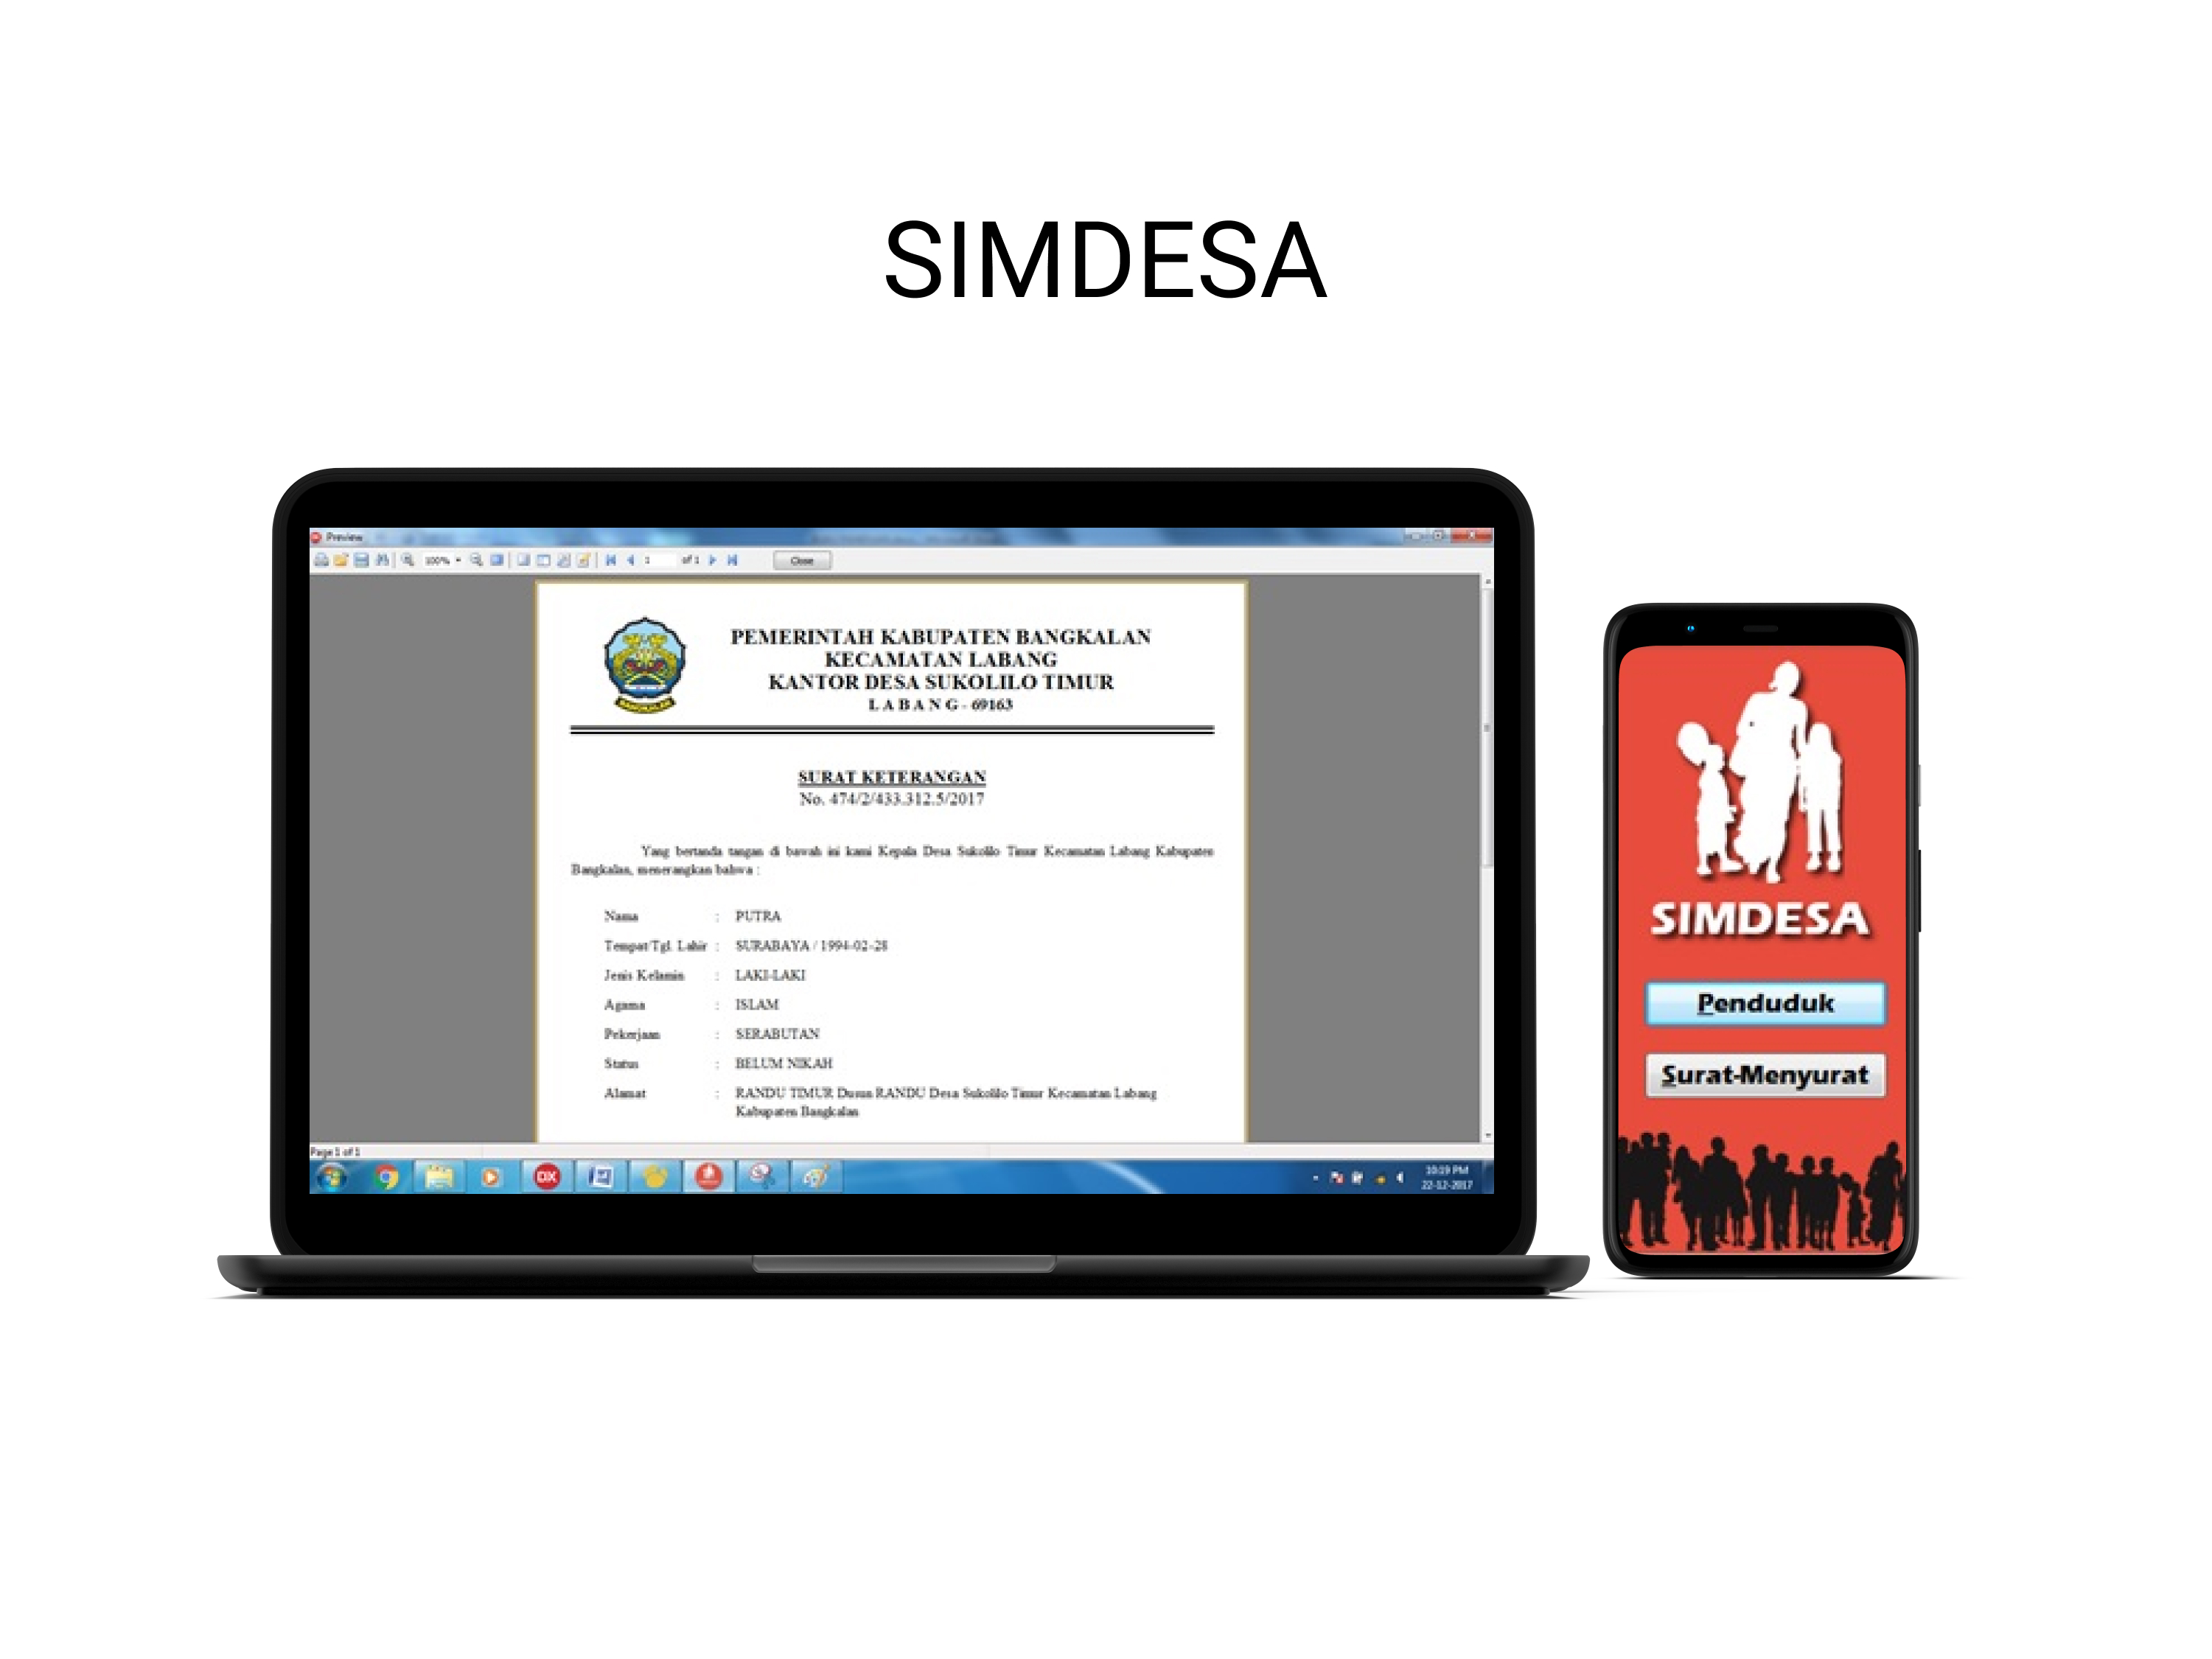 SIMDESA
Preview
100%
1 of 1
Close
BANGKALAN
PEMERINTAH KABUPATEN BANGKALAN
KECAMATAN LABANG
KANTOR DESA SUKOLILO TIMUR
L A B A N G - 69163
SURAT KETERANGAN
No. 474/2/433.312.5/2017
Yang bertanda tangan di bawah ini kami Kepala Desa Sukolilo Timur Kecamatan Labang Kabupaten
Bangkalan, menerangkan bahwa :
Nama : PUTRA
Tempat/Tgl. Lahir : SURABAYA / 1994-02-28
Jenis Kelamin : LAKI-LAKI
Agama : ISLAM
Pekerjaan : SERABUTAN
Status : BELUM NIKAH
Alamat : RANDU TIMUR Dusun RANDU Desa Sukolilo Timur Kecamatan Labang
Kabupaten Bangkalan
Page 1 of 1
DX
10:19 PM
22-12-2017
SIMDESA
Penduduk
Surat-Menyurat